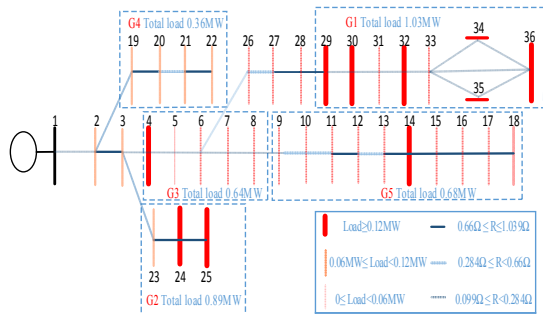 G4 Total load 0.36MW
19 20 21 22
G1 Total load 1.03MW
26 27 28 29 30 31 32 33 34 35 36
1 2 3 4 5 6 7 8 9 10 11 12 13 14 15 16 17 18
G3 Total load 0.64MW
G5 Total load 0.68MW
23 24 25
G2 Total load 0.89MW
Load≥0.12MW
0.66Ω≤R≤1.039Ω
0.06MW≤Load<0.12MW
0.284Ω≤R<0.66Ω
0≤Load<0.06MW
0.099Ω≤R<0.284Ω